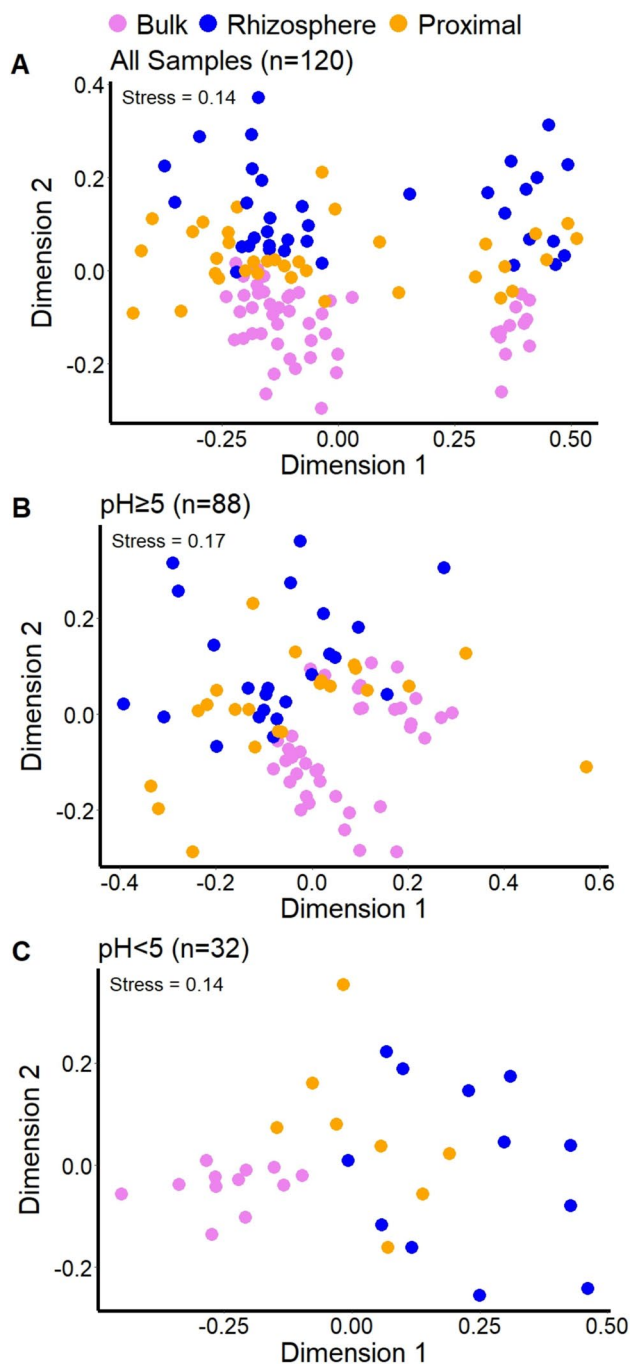 Bulk Rhizosphere Proximal
A All Samples (n=120)
Stress = 0.14
0.4
0.2
0.0
-0.2
Dimension 2
-0.25 0.00 0.25 0.50
Dimension 1
B pH≥5 (n=88)
Stress = 0.17
0.2
0.0
-0.2
Dimension 2
-0.4 -0.2 0.0 0.2 0.4 0.6
Dimension 1
C pH<5 (n=32)
Stress = 0.14
0.2
0.0
-0.2
Dimension 2
-0.25 0.00 0.25 0.50
Dimension 1